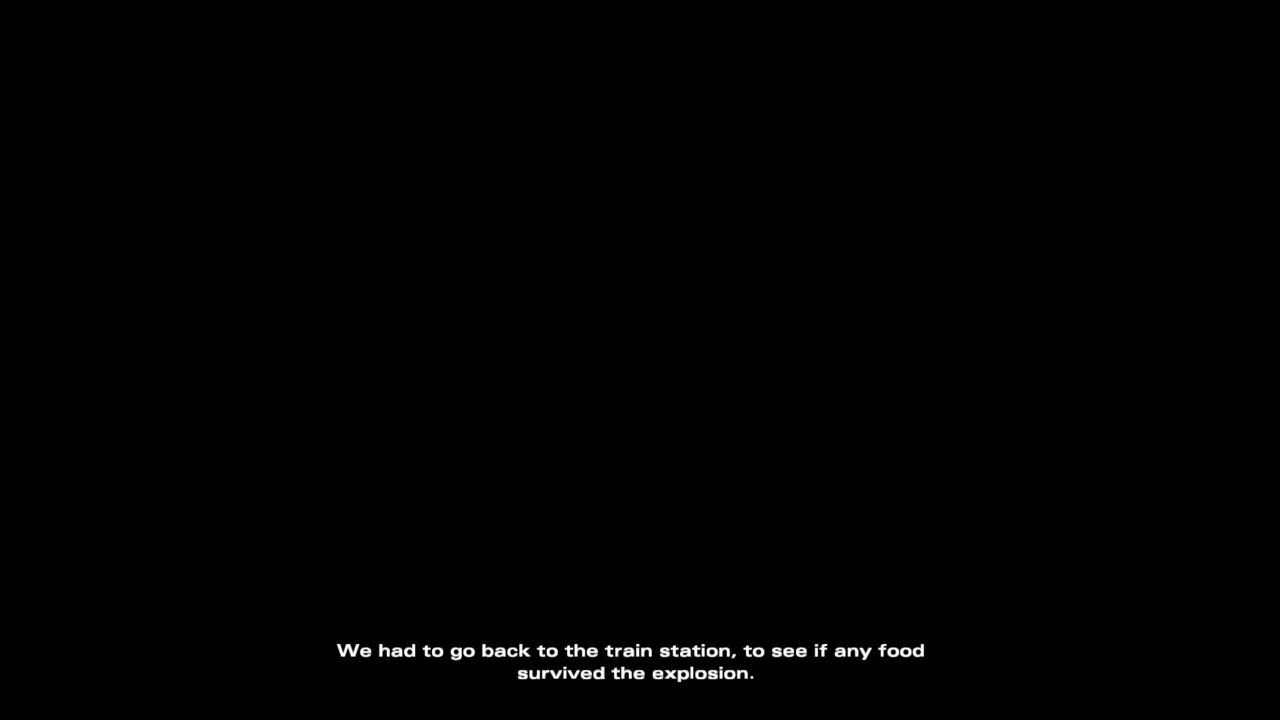 We had to go back to the train station, to see if any food
survived the explosion.